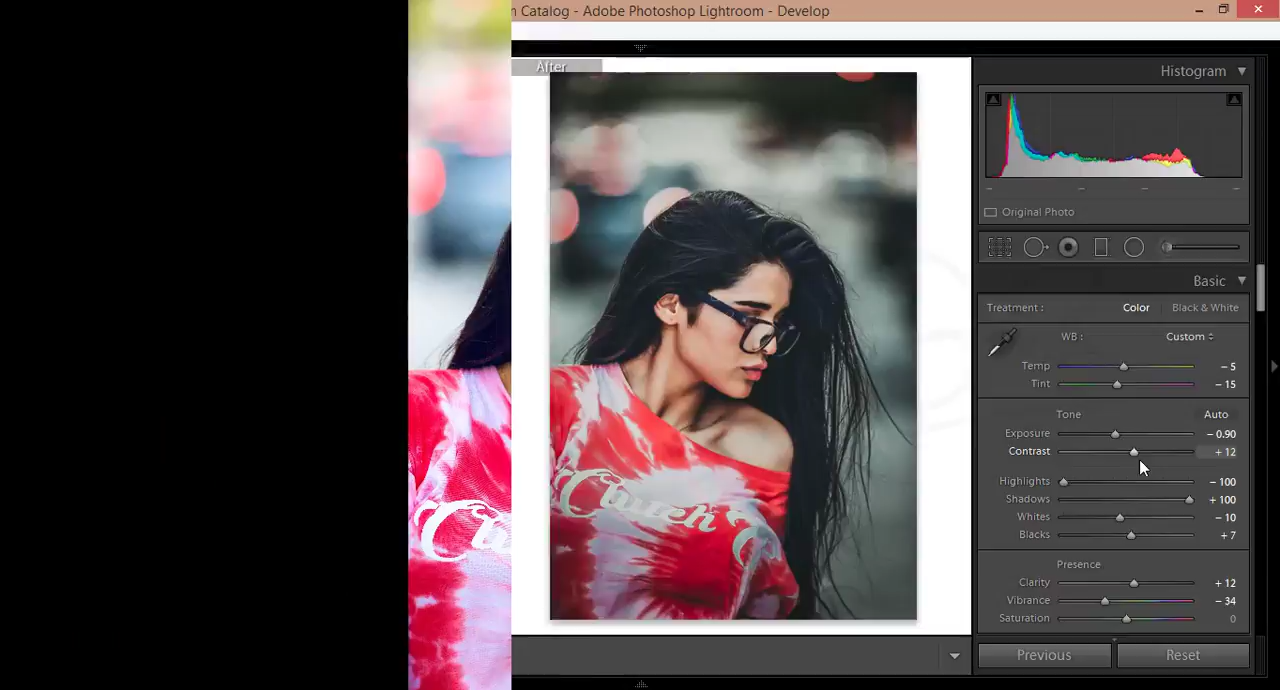 n Catalog - Adobe Photoshop Lightroom - Develop
After
Histogram
Original Photo
Basic
Treatment : Color Black & White
WB : Custom
Temp - 5
Tint - 15
Tone Auto
Exposure - 0.90
Contrast + 12
Highlights - 100
Shadows + 100
Whites - 10
Blacks + 7
Presence
Clarity + 12
Vibrance - 34
Saturation 0
Previous Reset